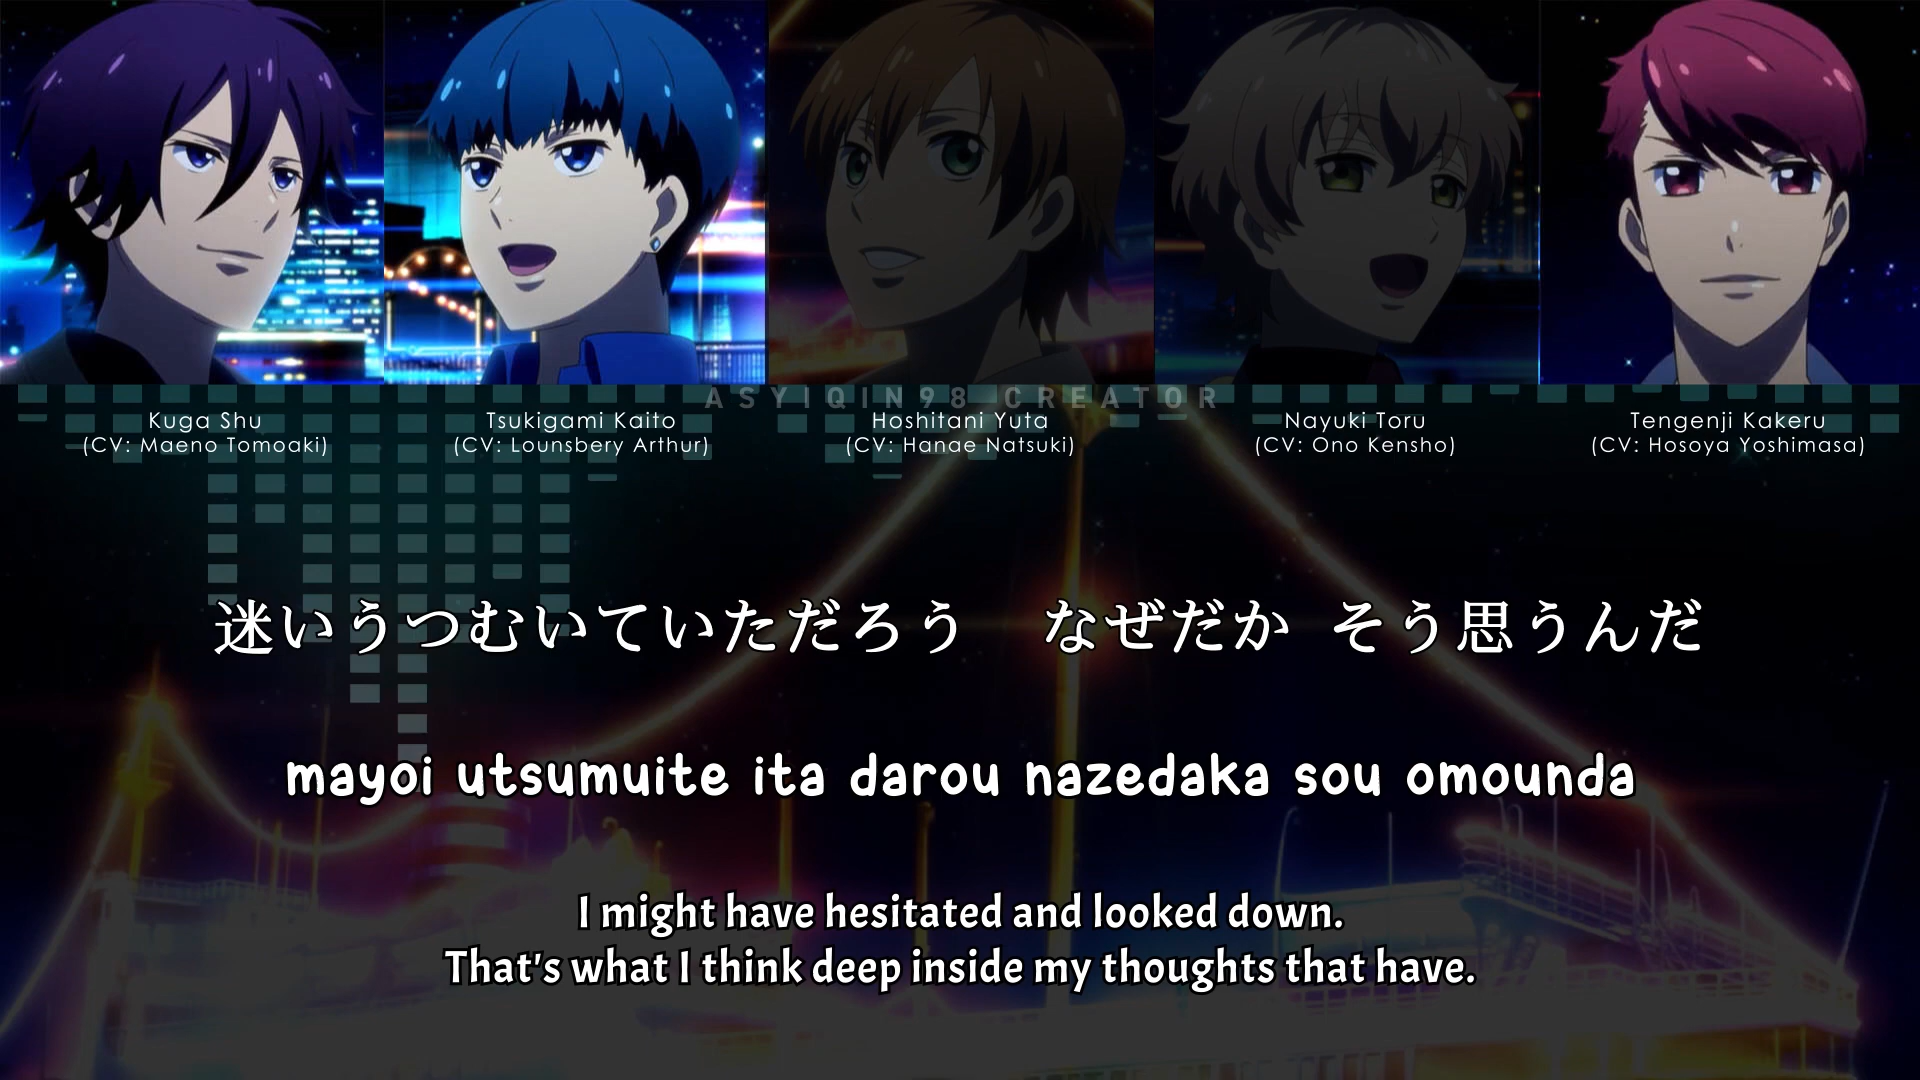 ASYIQIN98 CREATOR
Kuga Shu
(CV: Maeno Tomoaki)
Tsukigami Kaito
(CV: Lounsbery Arthur)
Hoshitani Yuta
(CV: Hanae Natsuki)
Nayuki Toru
(CV: Ono Kensho)
Tengenji Kakeru
(CV: Hosoya Yoshimasa)
迷いうつむいていただろう　なぜだか そう思うんだ
mayoi utsumuite ita darou nazedaka sou omounda
I might have hesitated and looked down.
That's what I think deep inside my thoughts that have.